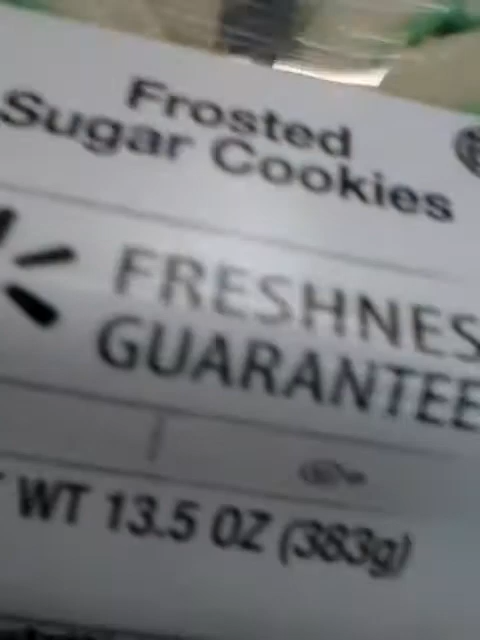 Frosted
Sugar Cookies
FRESHNES
GUARANTEE
WT 13.5 OZ (383g)